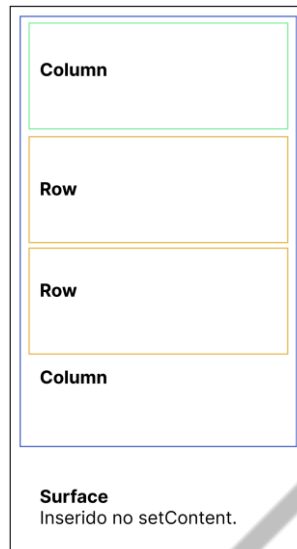 Column
Row
Row
Column
Surface
Inserido no setContent.